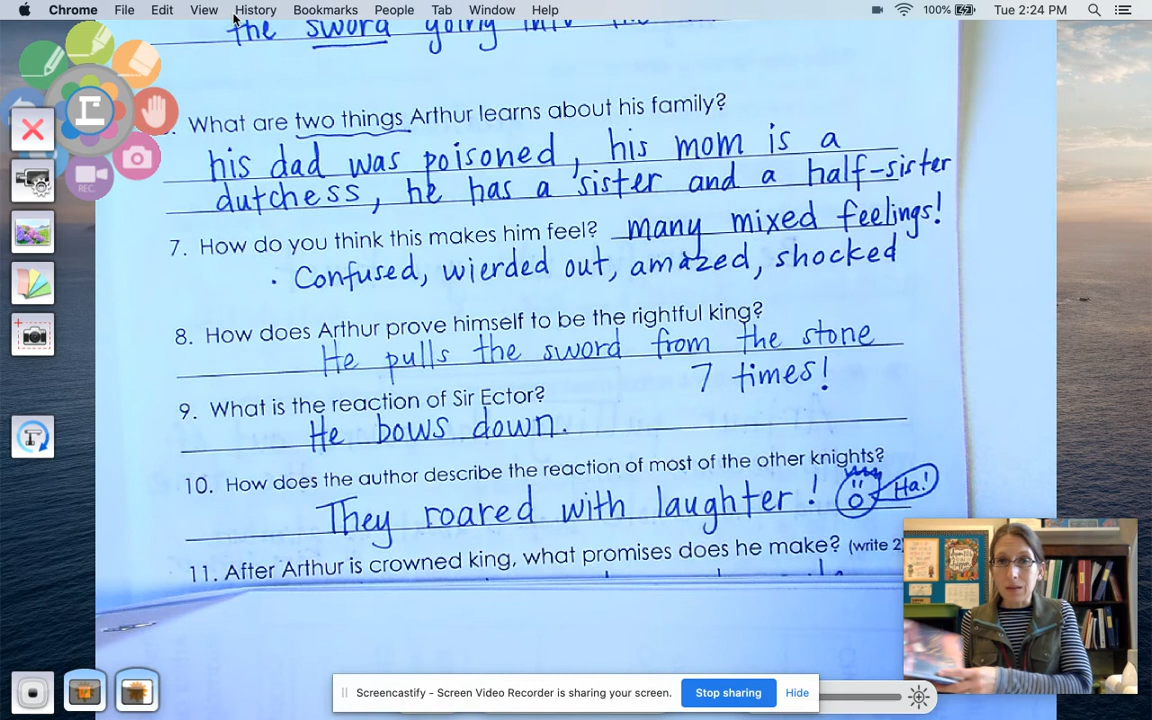 Chrome File Edit View History Bookmarks People Tab Window Help 100% Tue 2:24 PM
the sword going into the
What are two things Arthur learns about his family?
his dad was poisoned, his mom is a
dutchess, he has a sister and a half-sister
7. How do you think this makes him feel? many mixed feelings!
. Confused, wierded out, amazed, shocked
8. How does Arthur prove himself to be the rightful king?
He pulls the sword from the stone
7 times!
9. What is the reaction of Sir Ector?
He bows down.
10. How does the author describe the reaction of most of the other knights?
They roared with laughter! Ha!
11. After Arthur is crowned king, what promises does he make? (write 2
REC
Screencastify - Screen Video Recorder is sharing your screen. Stop sharing Hide